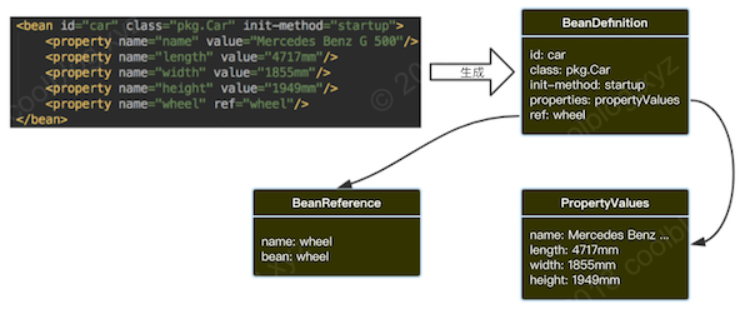 <bean id="car" class="pkg.Car" init-method="startup">
<property name="name" value="Mercedes Benz G 500"/>
<property name="length" value="4717mm"/>
<property name="width" value="1855mm"/>
<property name="height" value="1949mm"/>
<property name="wheel" ref="wheel"/>
</bean>
生成
BeanDefinition
id: car
class: pkg.Car
init-method: startup
properties: propertyValues
ref: wheel
BeanReference
name: wheel
bean: wheel
PropertyValues
name: Mercedes Benz ...
length: 4717mm
width: 1855mm
height: 1949mm